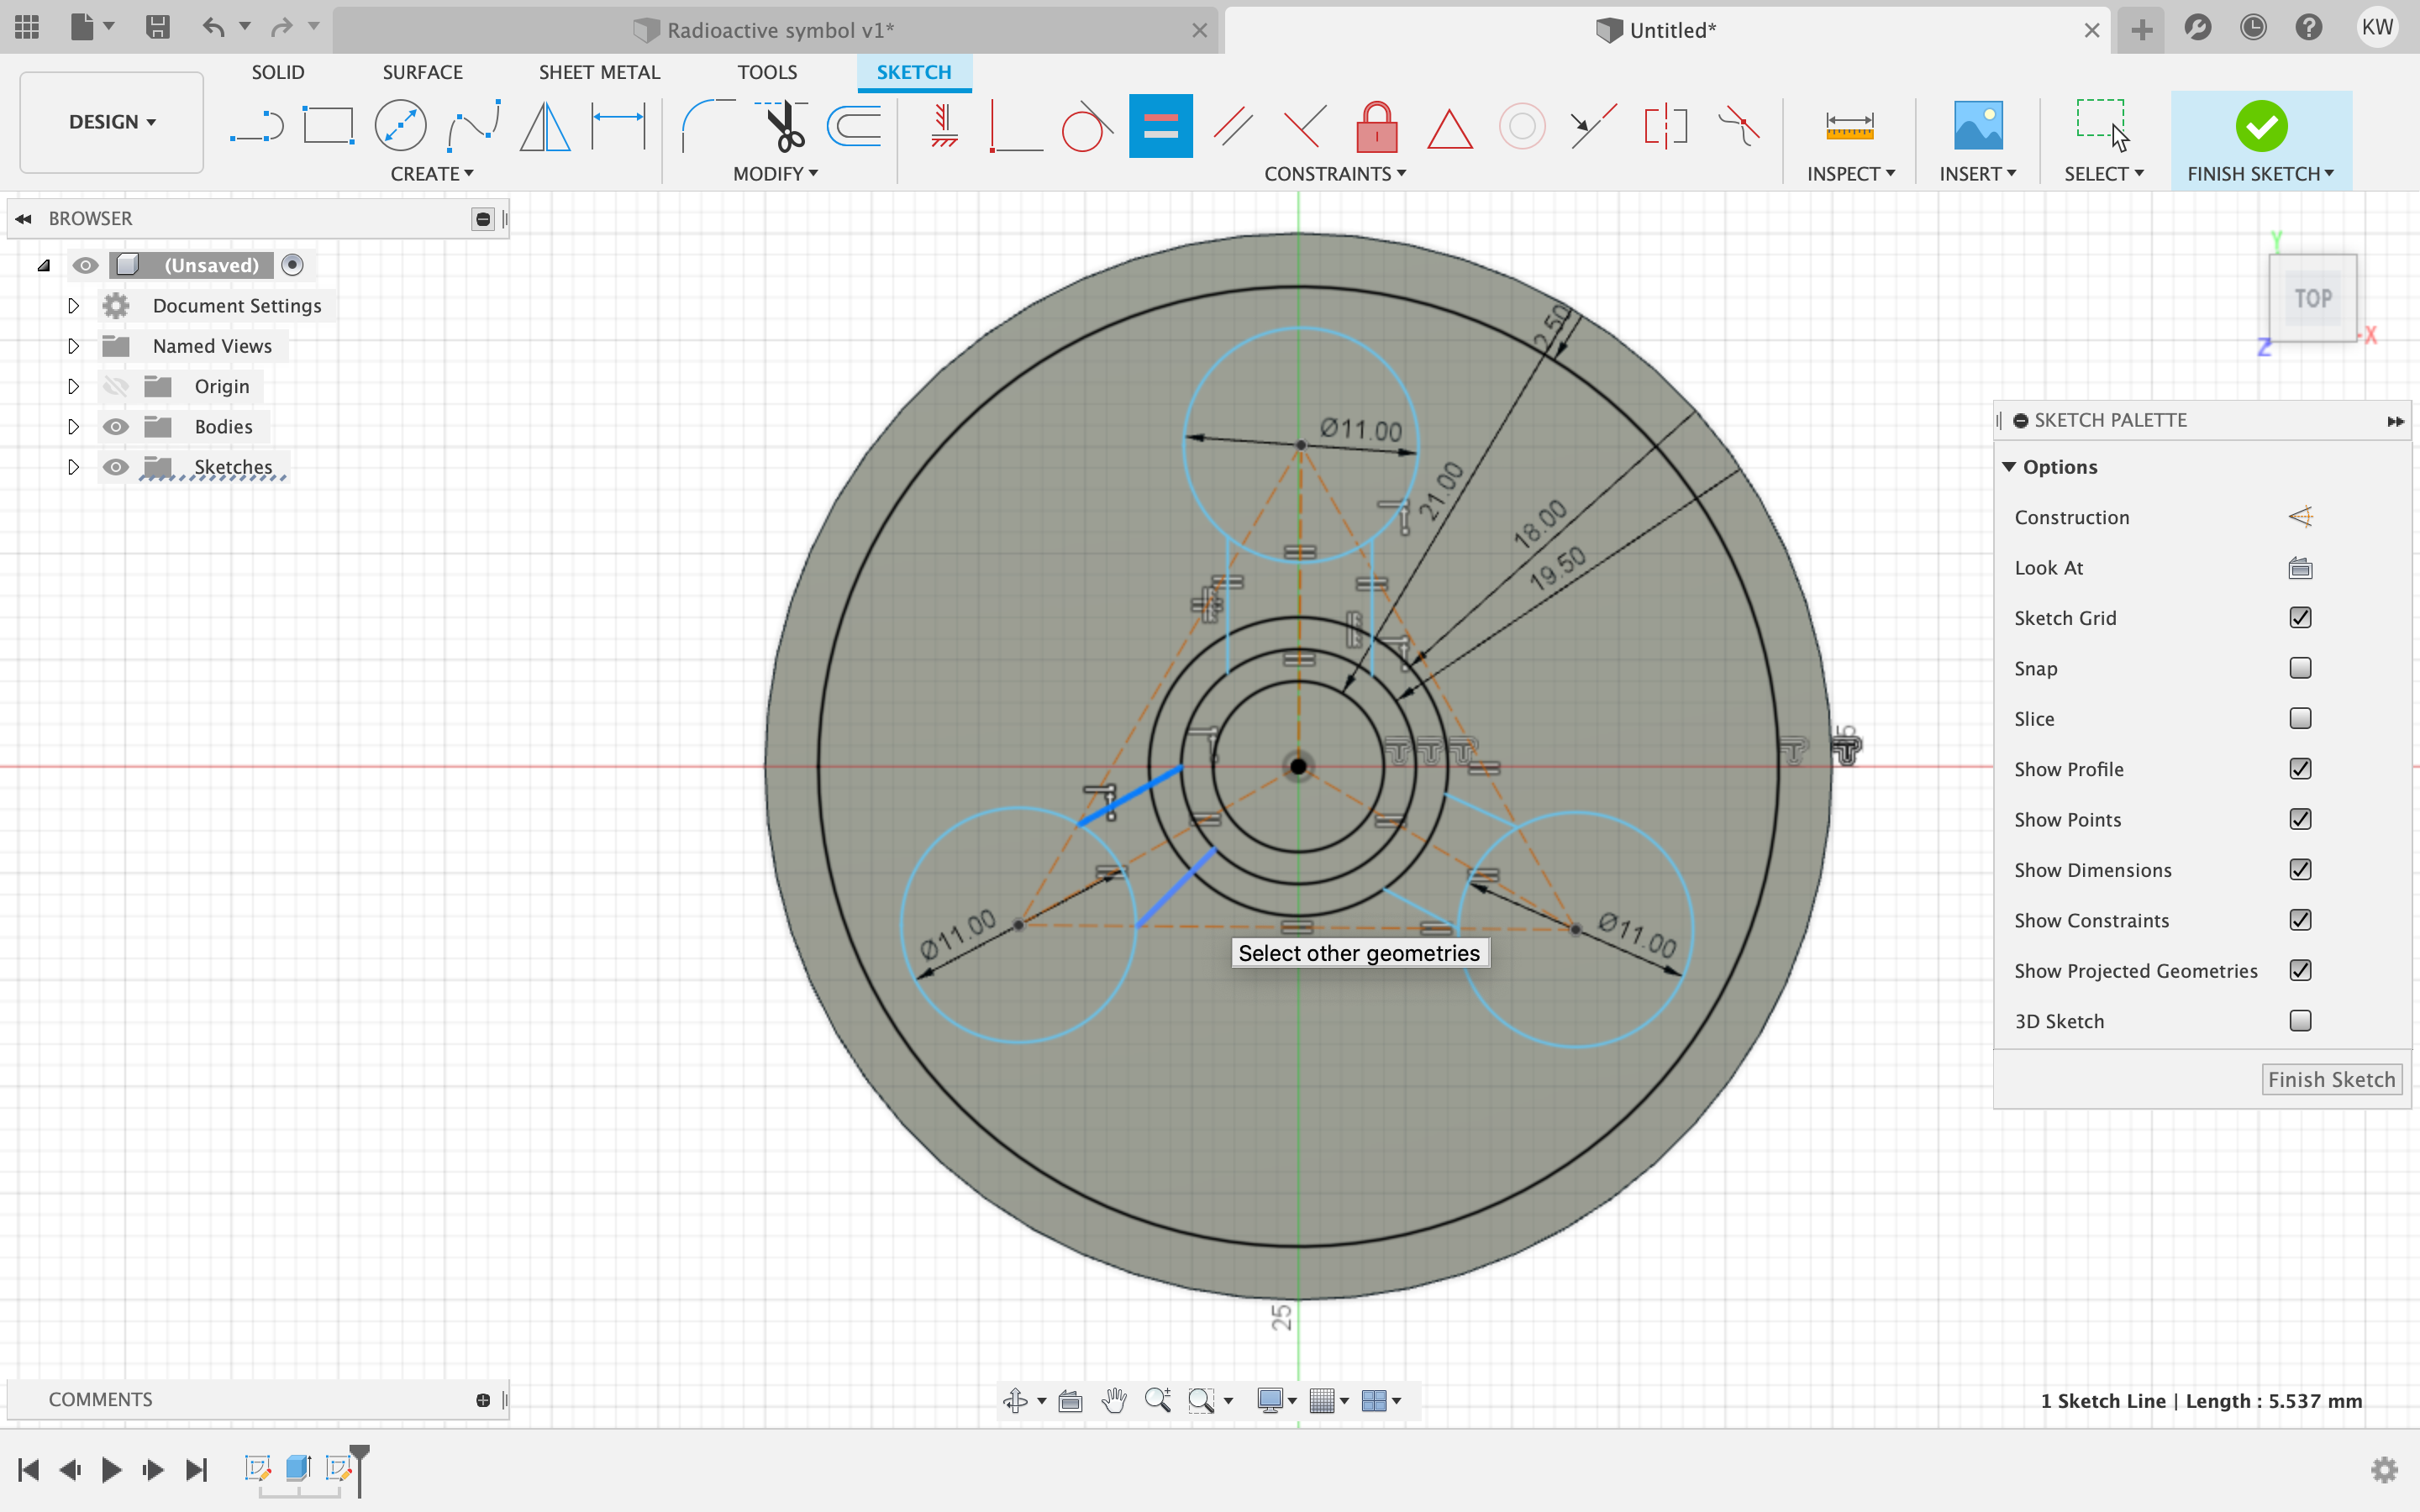 Radioactive symbol v1*
Untitled*
KW
DESIGN
SOLID
SURFACE
SHEET METAL
TOOLS
SKETCH
CREATE
MODIFY
CONSTRAINTS
INSPECT
INSERT
SELECT
FINISH SKETCH
BROWSER
(Unsaved)
Document Settings
Named Views
Origin
Bodies
Sketches
Y
TOP
X
Z
2.50
Ø11.00
21.00
18.00
19.50
Ø11.00
Ø11.00
25
Select other geometries
SKETCH PALETTE
Options
Construction
Look At
Sketch Grid
Snap
Slice
Show Profile
Show Points
Show Dimensions
Show Constraints
Show Projected Geometries
3D Sketch
Finish Sketch
COMMENTS
1 Sketch Line | Length : 5.537 mm